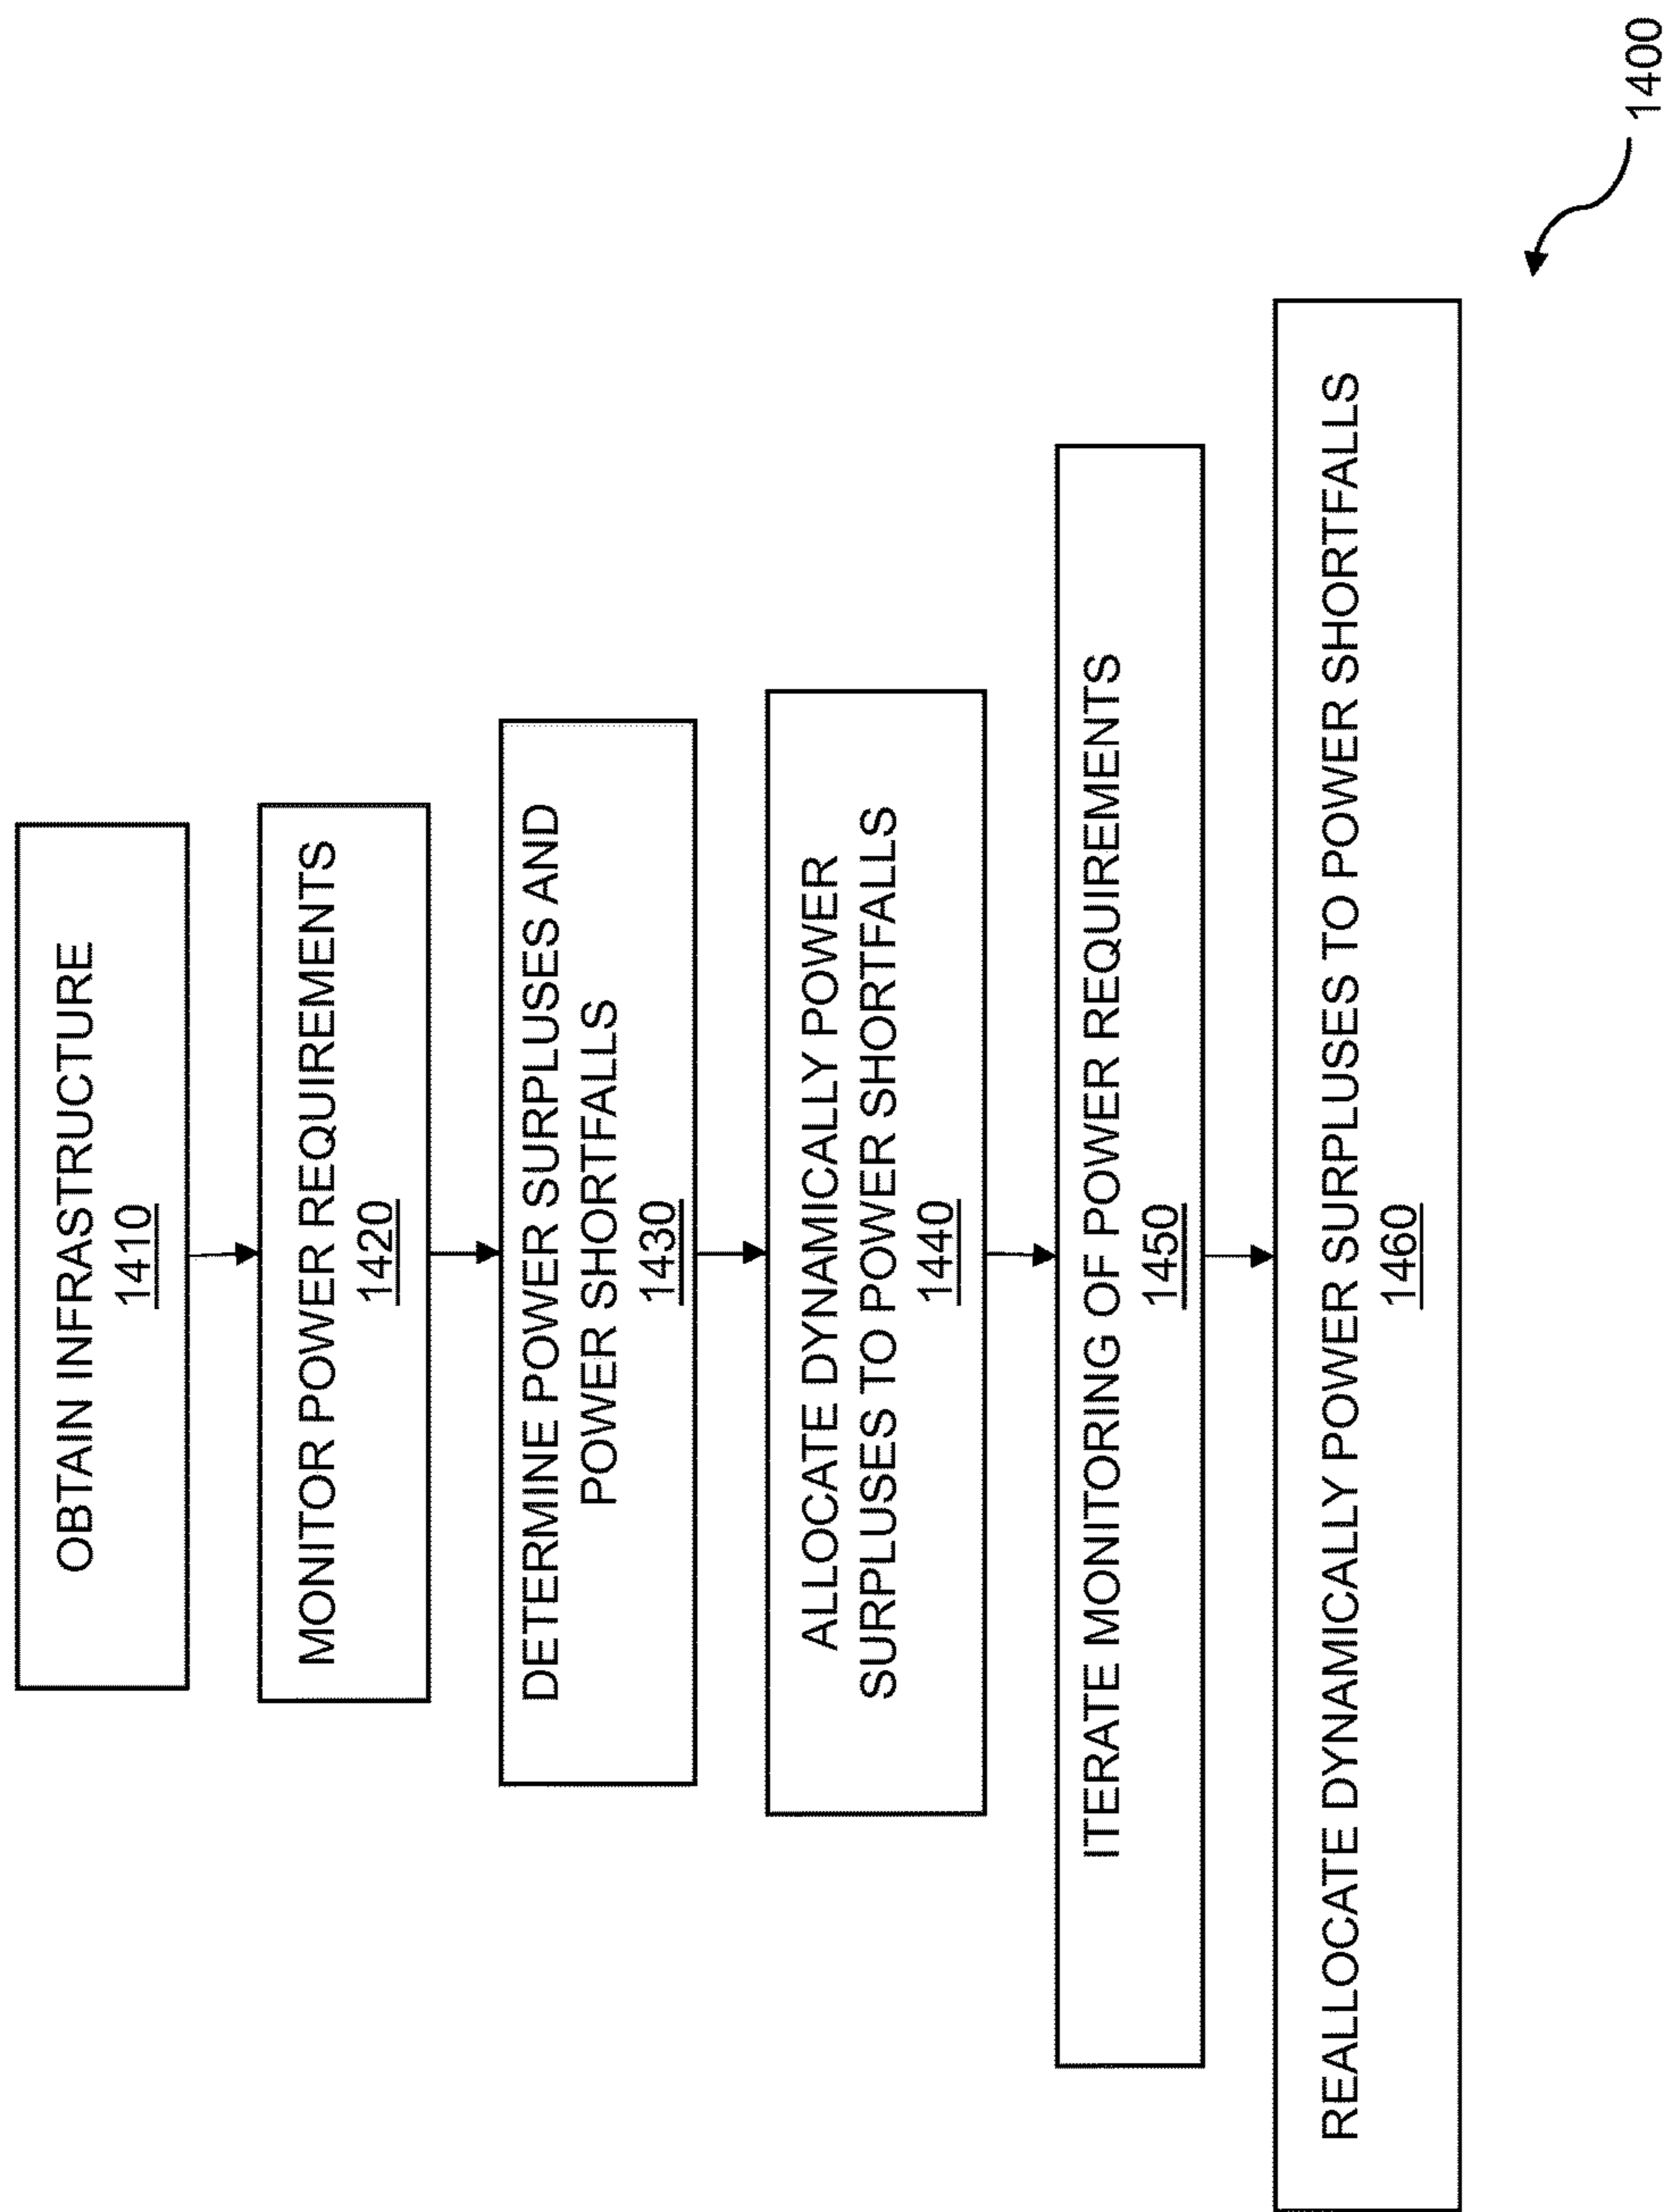 OBTAIN INFRASTRUCTURE
1410
MONITOR POWER REQUIREMENTS
1420
DETERMINE POWER SURPLUSES AND
POWER SHORTFALLS
1430
ALLOCATE DYNAMICALLY POWER
SURPLUSES TO POWER SHORTFALLS
1440
ITERATE MONITORING OF POWER REQUIREMENTS
1450
REALLOCATE DYNAMICALLY POWER SURPLUSES TO POWER SHORTFALLS
1460
1400